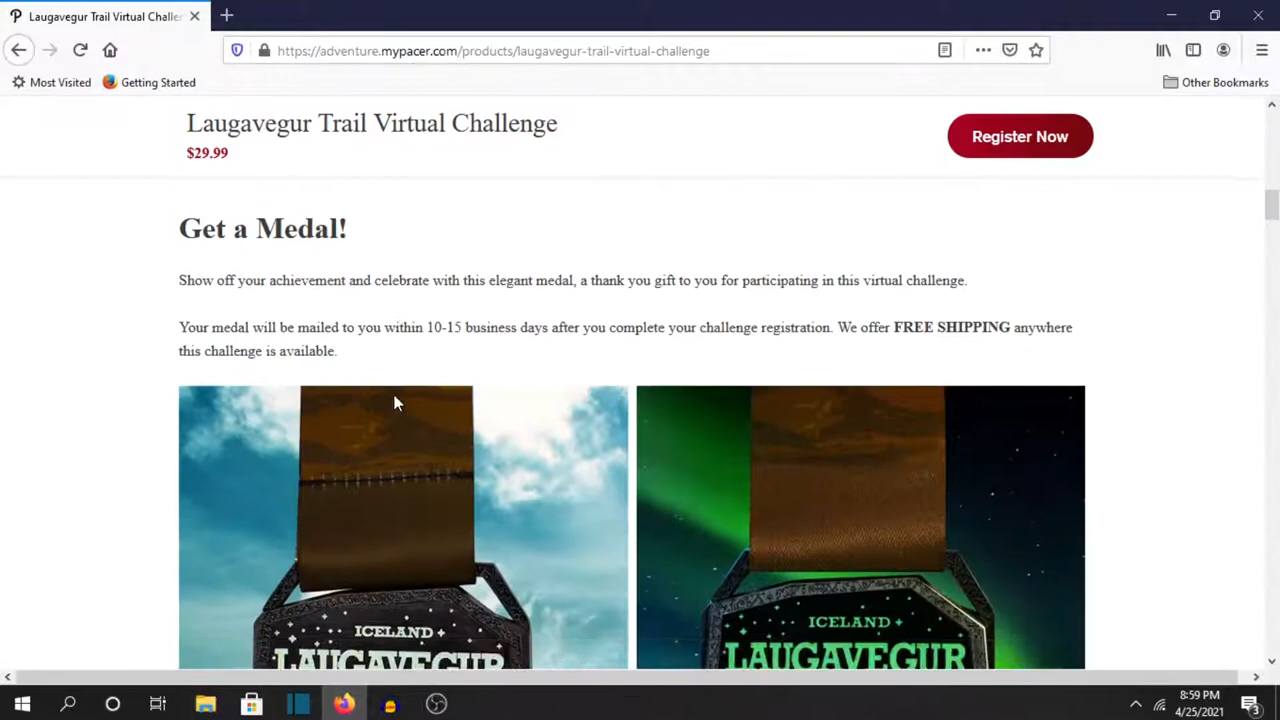 Laugavegur Trail Virtual Challer
https://adventure.mypacer.com/products/laugavegur-trail-virtual-challenge
Most Visited
Getting Started
Other Bookmarks
Laugavegur Trail Virtual Challenge
$29.99
Register Now
Get a Medal!
Show off your achievement and celebrate with this elegant medal, a thank you gift to you for participating in this virtual challenge.
Your medal will be mailed to you within 10-15 business days after you complete your challenge registration. We offer FREE SHIPPING anywhere
this challenge is available.
ICELAND
LAUGAVEGUR
ICELAND
LAUGAVEGUR
8:59 PM
4/25/2021
3